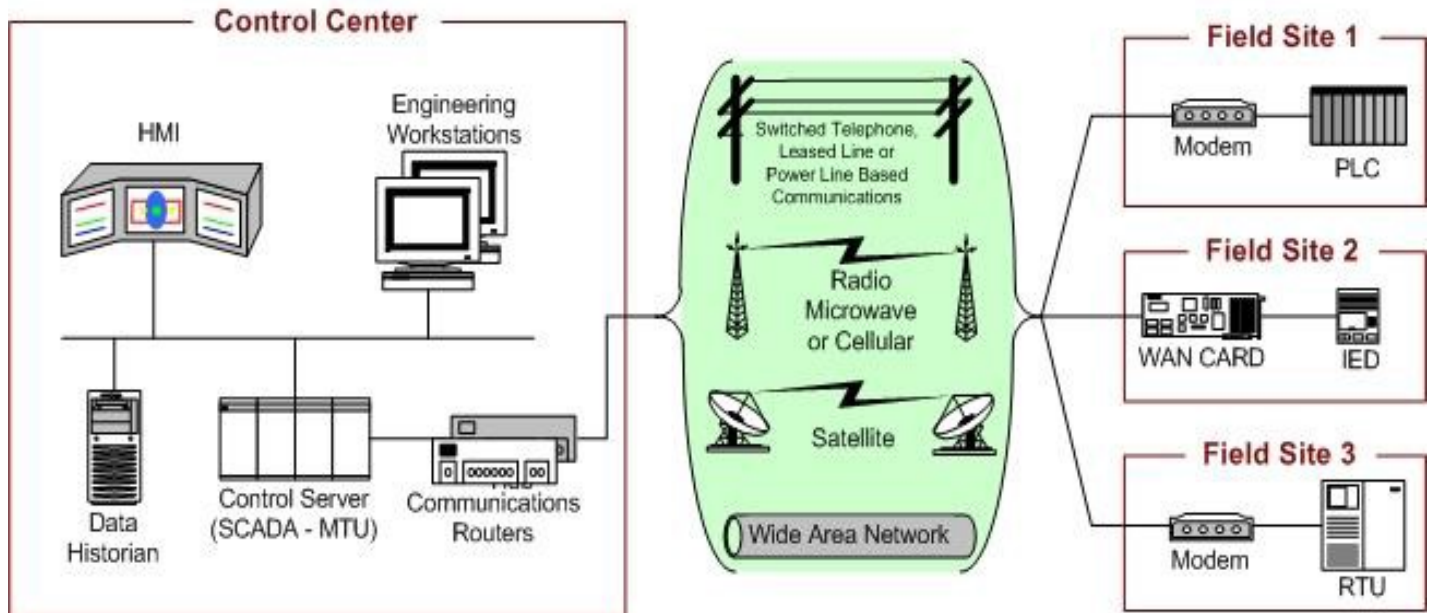 Control Center
HMI
Engineering
Workstations
Data
Historian
Control Server
(SCADA - MTU)
Communications
Routers
Switched Telephone,
Leased Line or
Power Line Based
Communications
Radio
Microwave
or Cellular
Satellite
Wide Area Network
Field Site 1
Modem
PLC
Field Site 2
WAN CARD
IED
Field Site 3
Modem
RTU